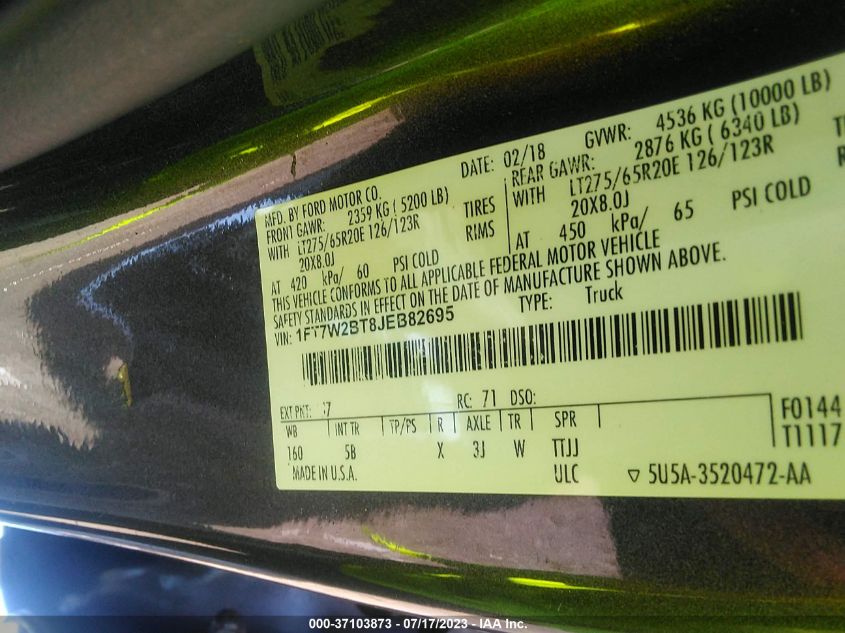 MFD. BY FORD MOTOR CO. DATE: 02/18 GVWR: 4536 KG (10000 LB)
FRONT GAWR: 2359 KG ( 5200 LB) REAR GAWR: 2876 KG ( 6340 LB)
WITH LT275/65R20E 126/123R TIRES WITH LT275/65R20E 126/123R
20X8.0J RIMS 20X8.0J
AT 420 kPa/ 60 PSI COLD AT 450 kPa/ 65 PSI COLD
THIS VEHICLE CONFORMS TO ALL APPLICABLE FEDERAL MOTOR VEHICLE
SAFETY STANDARDS IN EFFECT ON THE DATE OF MANUFACTURE SHOWN ABOVE.
VIN: 1FT7W2BT8JEB82695 TYPE: Truck
EXT PNT: RC: 71 DSO:
WB INT TR TP/PS R AXLE TR SPR
160 5B X 3J W TTJJ
MADE IN U.S.A. ULC ▽ 5U5A-3520472-AA
F0144
T1117
000-37103873 - 07/17/2023 - IAA Inc.